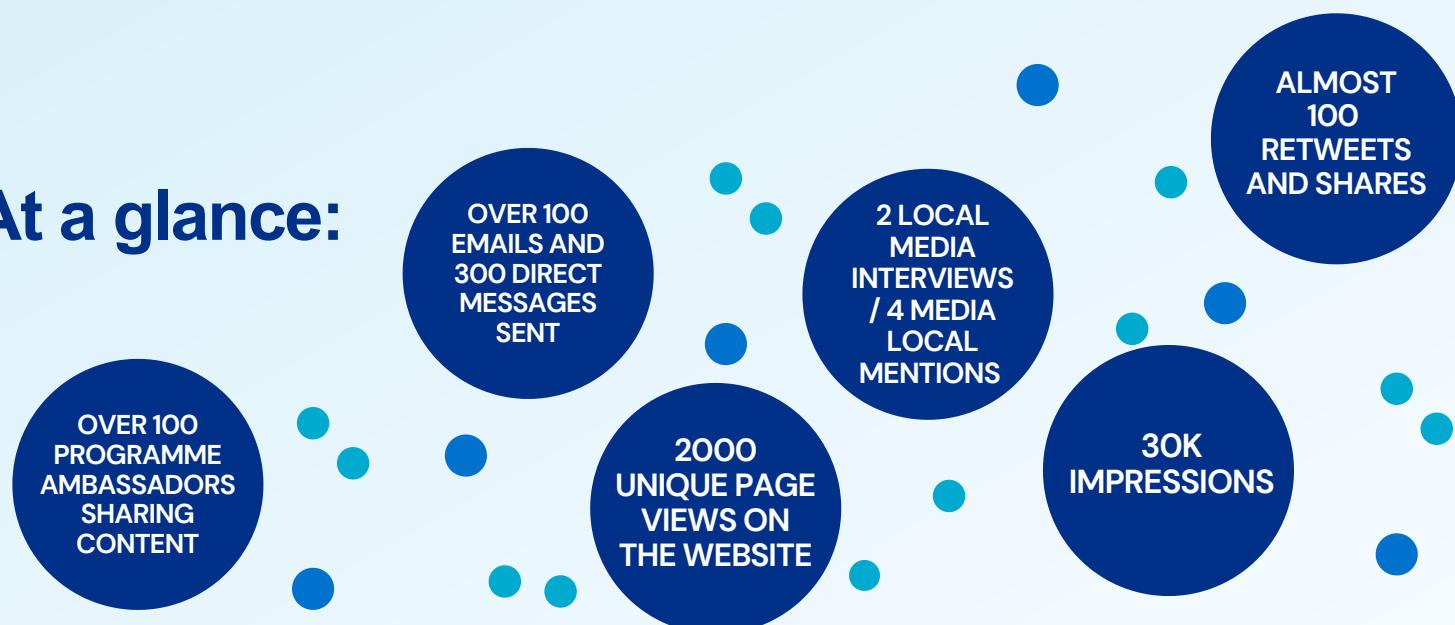 At a glance:
OVER 100
PROGRAMME
AMBASSADORS
SHARING
CONTENT
OVER 100
EMAILS AND
300 DIRECT
MESSAGES
SENT
2000
UNIQUE PAGE
VIEWS ON
THE WEBSITE
2 LOCAL
MEDIA
INTERVIEWS
/ 4 MEDIA
LOCAL
MENTIONS
30K
IMPRESSIONS
ALMOST
100
RETWEETS
AND SHARES